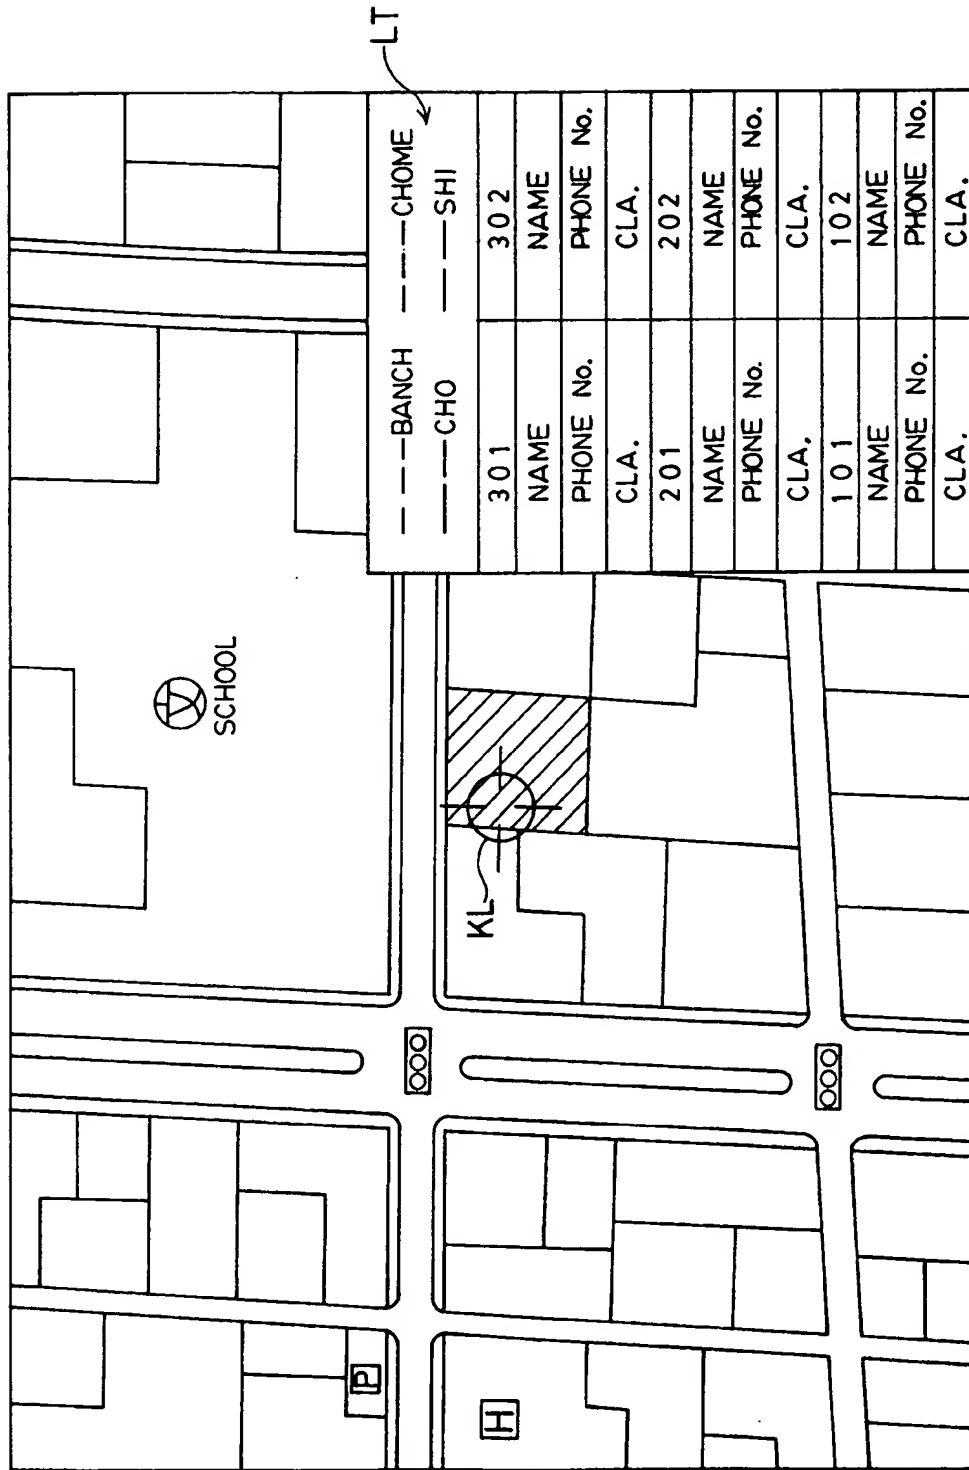 LT
— — — BANCH — — — CHOME
— — — CHO — — — SHI
301 302
NAME NAME
PHONE No. PHONE No.
CLA. CLA.
201 202
NAME NAME
PHONE No. PHONE No.
CLA. CLA.
101 102
NAME NAME
PHONE No. PHONE No.
CLA. CLA.
SCHOOL
KL
P
H